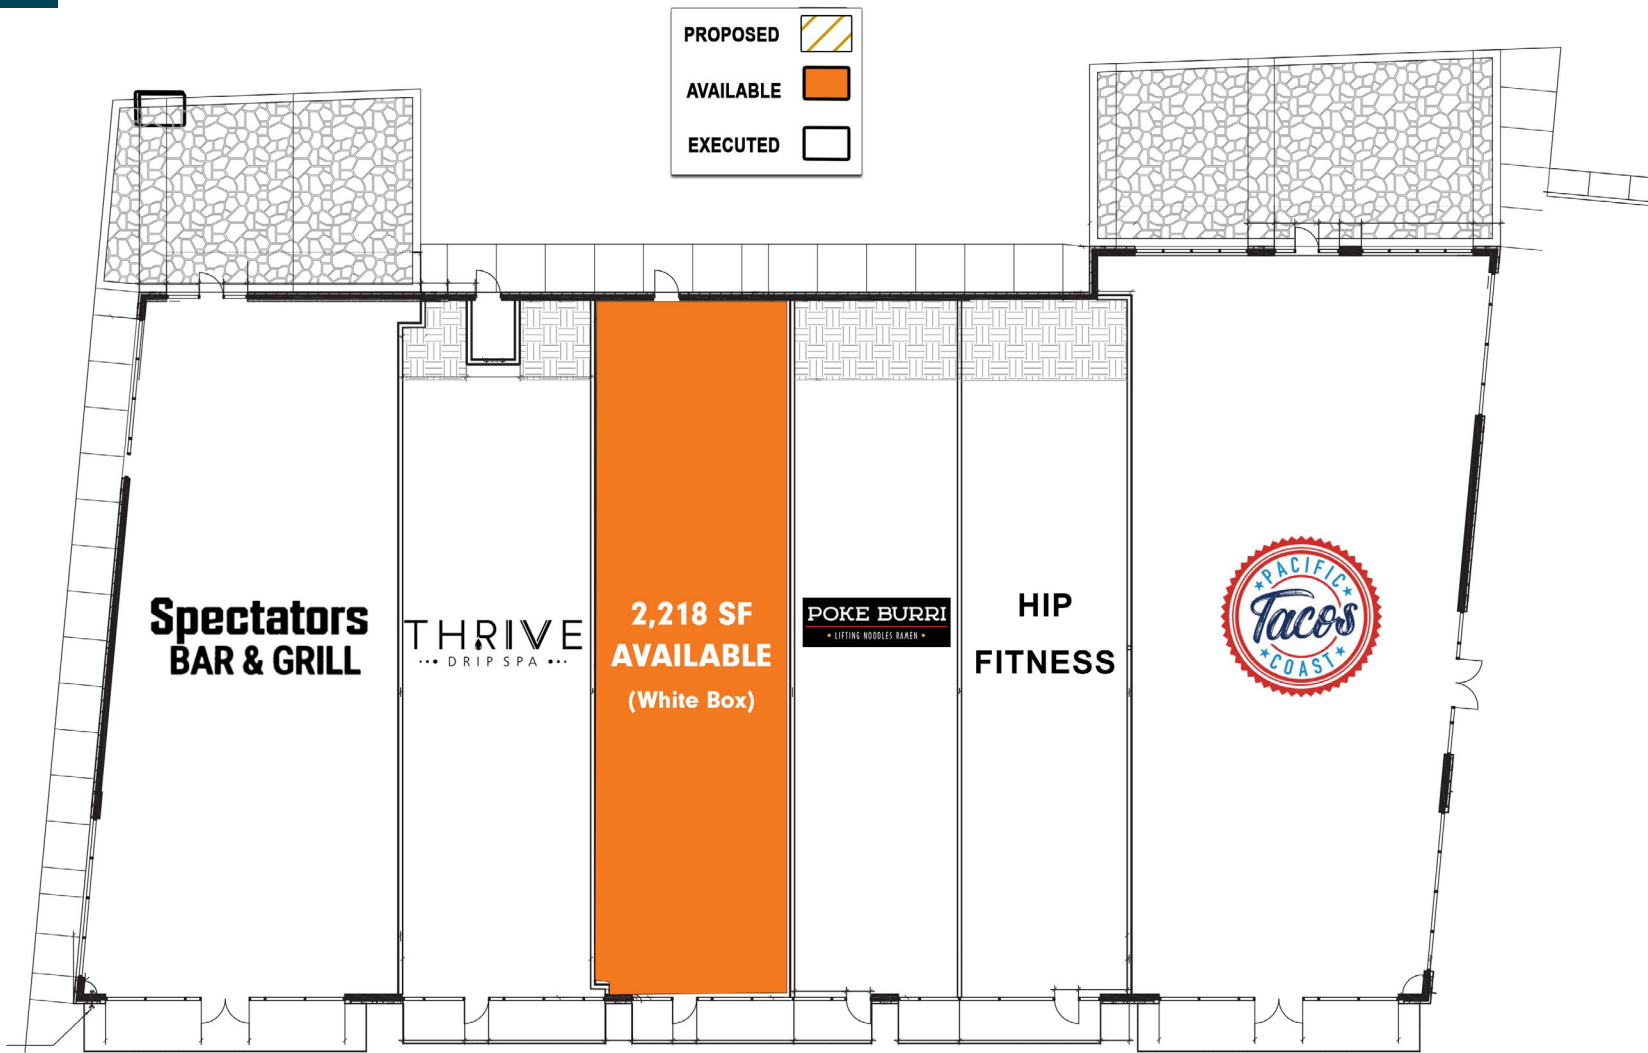 PROPOSED
AVAILABLE
EXECUTED
Spectators
BAR & GRILL
THRIVE
DRIP SPA
2,218 SF
AVAILABLE
(White Box)
POKE BURRI
• LIFTING NOODLES RAMEN •
HIP
FITNESS
PACIFIC
Tacos
COAST